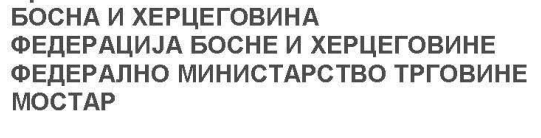 БОСНА И ХЕРЦЕГОВИНА
ФЕДЕРАЦИЈА БОСНЕ И ХЕРЦЕГОВИНЕ
ФЕДЕРАЛНО МИНИСТАРСТВО ТРГОВИНЕ
МОСТАР